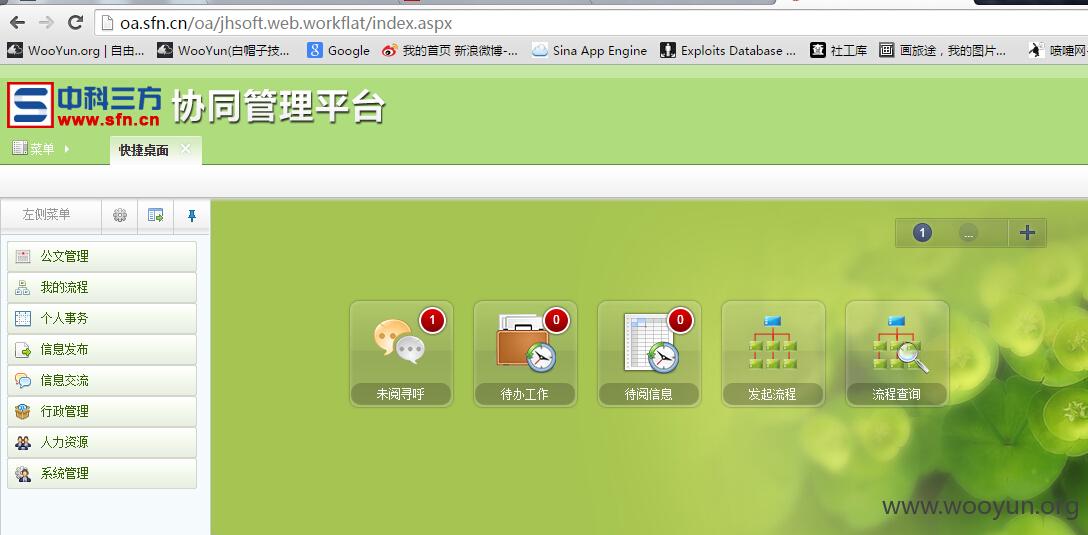 oa.sfn.cn/oa/jhsoft.web.workflat/index.aspx
WooYun.org | 自由... WooYun(白帽子技... Google 我的首页 新浪微博-... Sina App Engine Exploits Database ... 社工库 画旅途，我的图片... 嘀嘀网
中科三方 www.sfn.cn 协同管理平台
菜单 快捷桌面
左侧菜单
1 ...
公文管理
我的流程
个人事务
信息发布
信息交流
行政管理
人力资源
系统管理
1 0 0
未阅寻呼 待办工作 待阅信息 发起流程 流程查询
www.wooyun.org